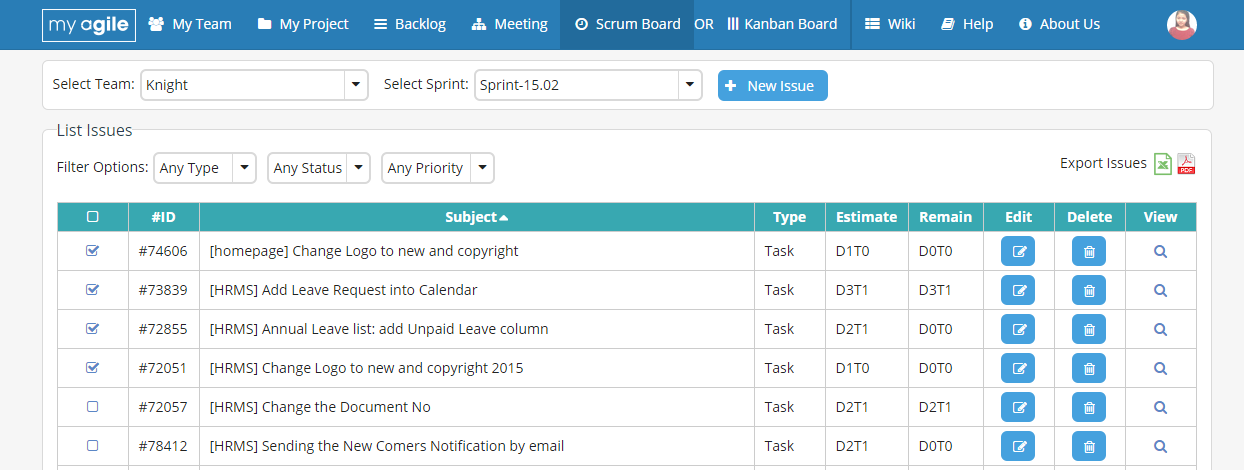 my agile My Team My Project Backlog Meeting Scrum Board OR Kanban Board Wiki Help About Us
Select Team: Knight Select Sprint: Sprint-15.02 New Issue
List Issues
Filter Options: Any Type Any Status Any Priority Export Issues PDF
#ID Subject Type Estimate Remain Edit Delete View
#74606 [homepage] Change Logo to new and copyright Task D1T0 D0T0
#73839 [HRMS] Add Leave Request into Calendar Task D3T1 D3T1
#72855 [HRMS] Annual Leave list: add Unpaid Leave column Task D2T1 D0T0
#72051 [HRMS] Change Logo to new and copyright 2015 Task D1T0 D0T0
#72057 [HRMS] Change the Document No Task D2T1 D2T1
#78412 [HRMS] Sending the New Comers Notification by email Task D2T1 D0T0